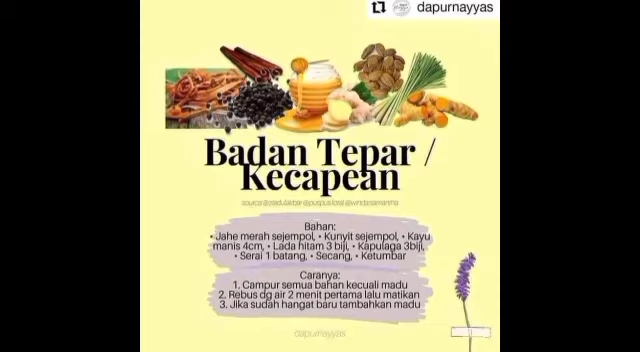 dapurnayyas
Badan Tepar /
Kecapean
Bahan:
• Jahe merah sejempol, • Kunyit sejempol, • Kayu
manis 4cm, • Lada hitam 3 biji, • Kapulaga 3biji,
• Serai 1 batang, • Secang, • Ketumbar
Caranya:
1. Campur semua bahan kecuali madu
2. Rebus dg air 2 menit pertama lalu matikan
3. Jika sudah hangat baru tambahkan madu
dapurnayyas